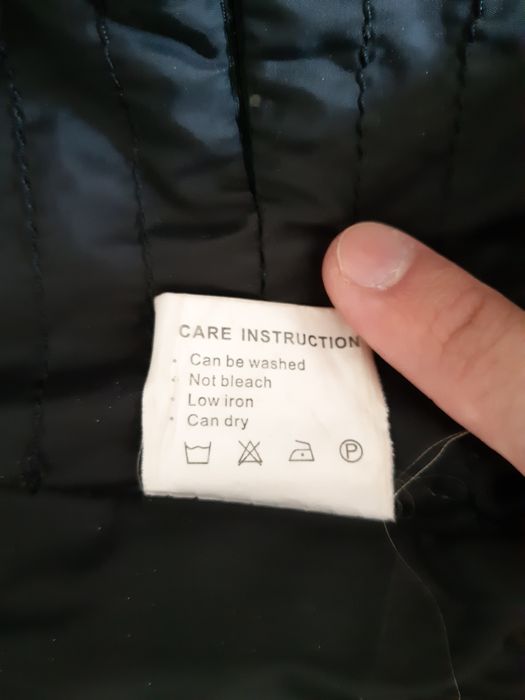 CARE INSTRUCTION
· Can be washed
· Not bleach
· Low iron
· Can dry
P